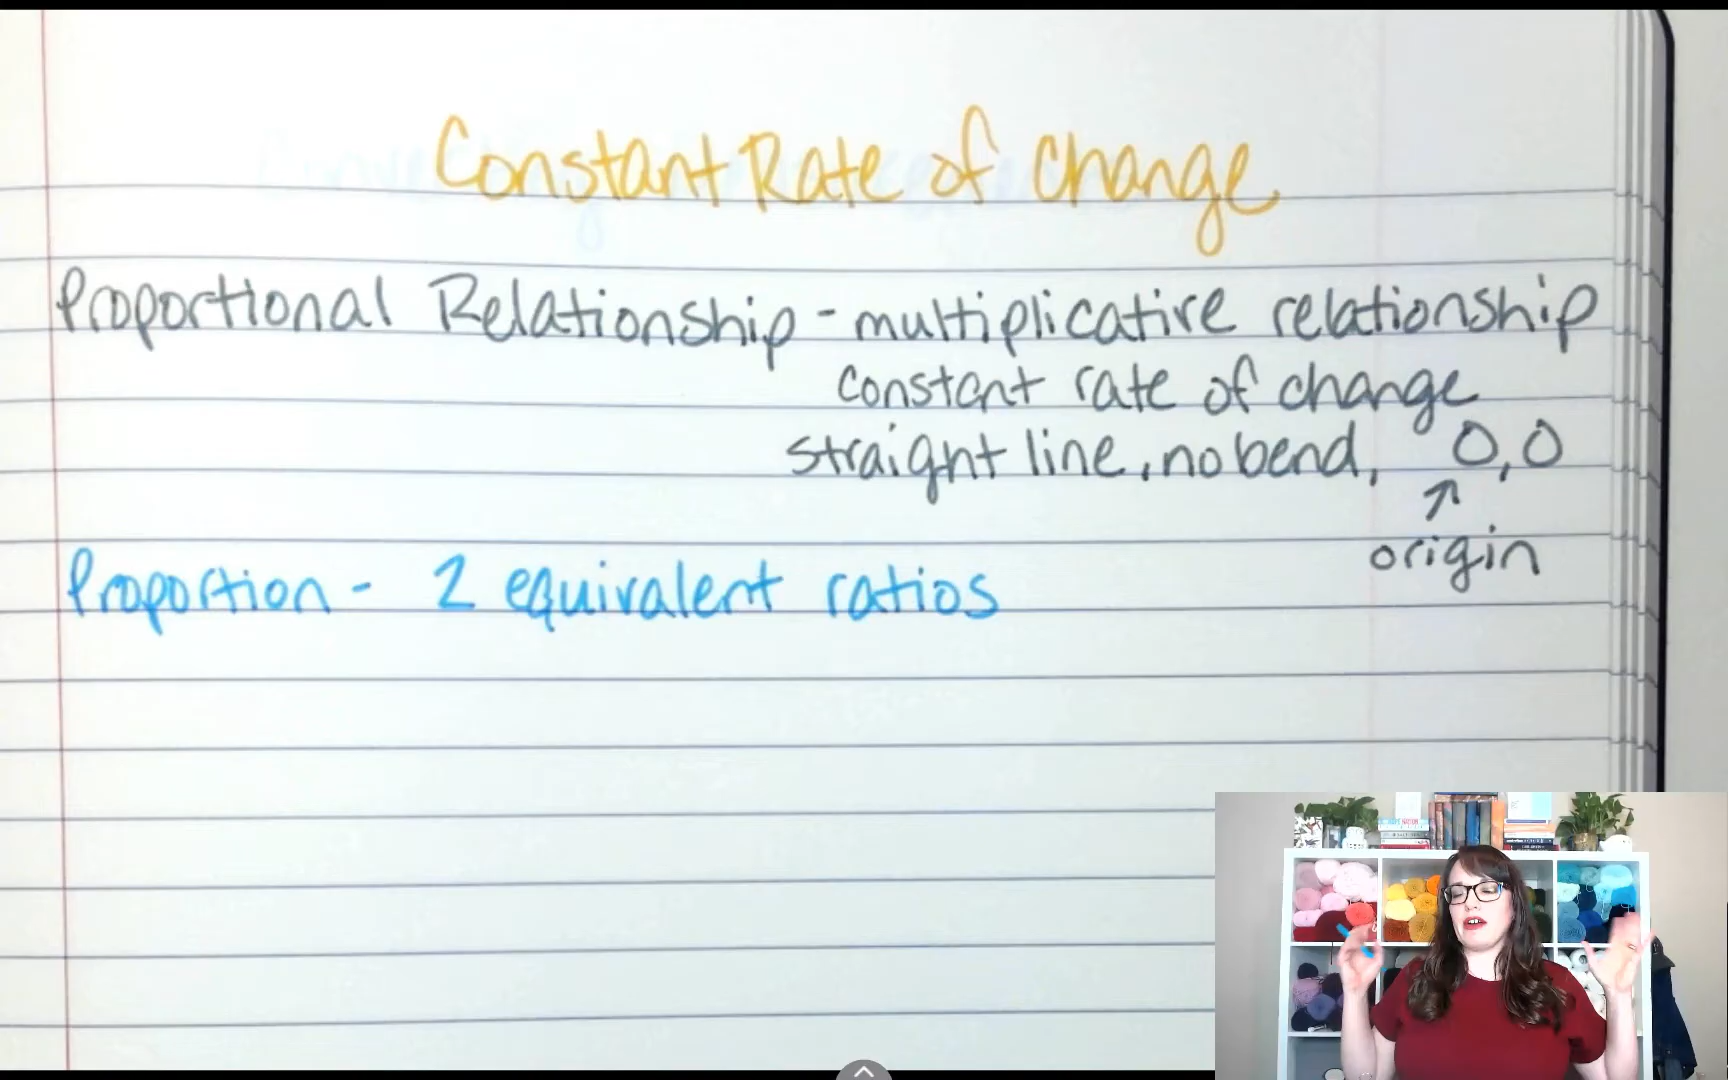 Constant Rate of Change
Proportional Relationship - multiplicative relationship
constant rate of change
straight line, no bend, 0,0
↗
origin
Proportion - 2 equivalent ratios